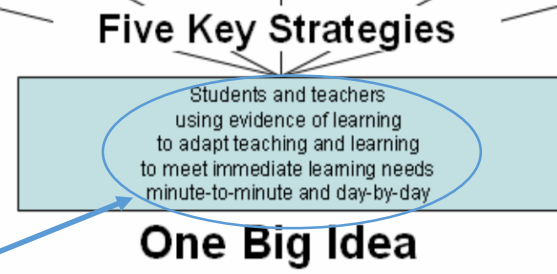 Five Key Strategies
Students and teachers
using evidence of learning
to adapt teaching and learning
to meet immediate learning needs
minute-to-minute and day-by-day
One Big Idea